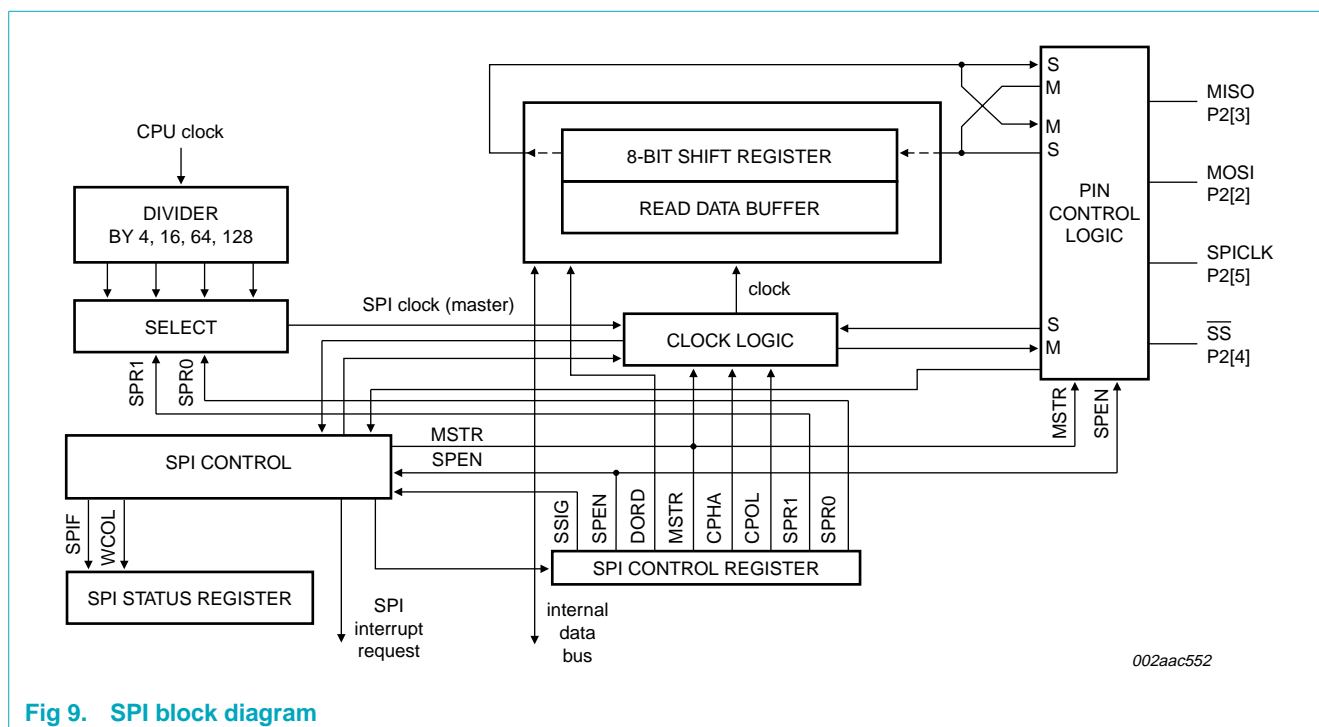 CPU clock
DIVIDER
BY 4, 16, 64, 128
SELECT
SPI clock (master)
SPR1
SPR0
8-BIT SHIFT REGISTER
READ DATA BUFFER
clock
CLOCK LOGIC
S
M
M
S
S
M
PIN
CONTROL
LOGIC
MISO
P2[3]
MOSI
P2[2]
SPICLK
P2[5]
SS
P2[4]
MSTR
SPEN
SPI CONTROL
MSTR
SPEN
SPIF
WCOL
SPI STATUS REGISTER
SPI
interrupt
request
SSIG
SPEN
DORD
MSTR
CPHA
CPOL
SPR1
SPR0
SPI CONTROL REGISTER
internal
data
bus
002aac552
Fig 9. SPI block diagram